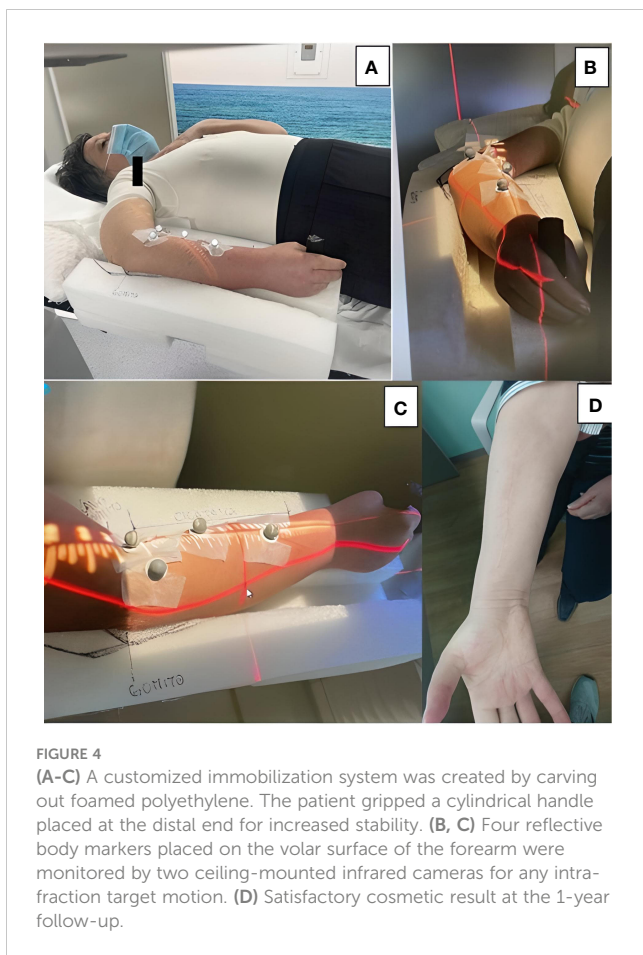 A
B
C
D
GOMITO
FIGURE 4
(A-C) A customized immobilization system was created by carving
out foamed polyethylene. The patient gripped a cylindrical handle
placed at the distal end for increased stability. (B, C) Four reflective
body markers placed on the volar surface of the forearm were
monitored by two ceiling-mounted infrared cameras for any intra-
fraction target motion. (D) Satisfactory cosmetic result at the 1-year
follow-up.